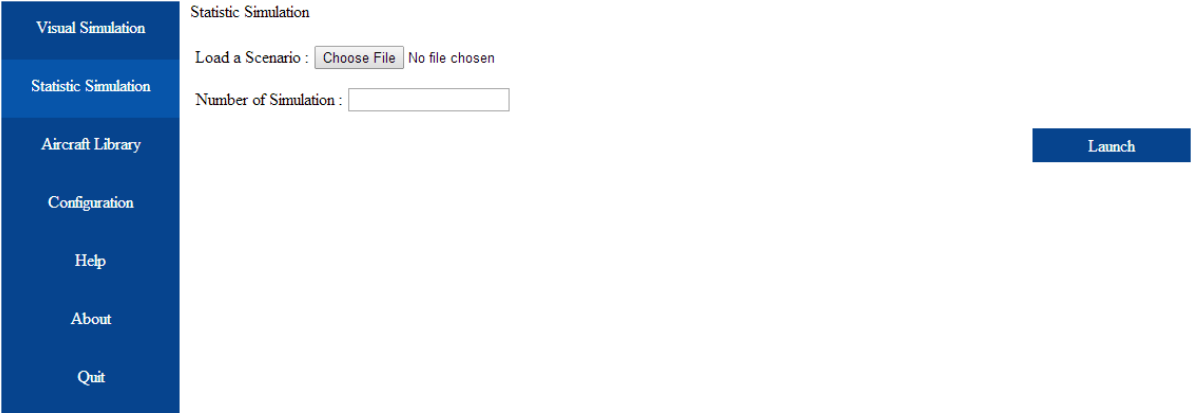 Visual Simulation
Statistic Simulation
Aircraft Library
Configuration
Help
About
Quit
Statistic Simulation
Load a Scenario : Choose File No file chosen
Number of Simulation :
Launch